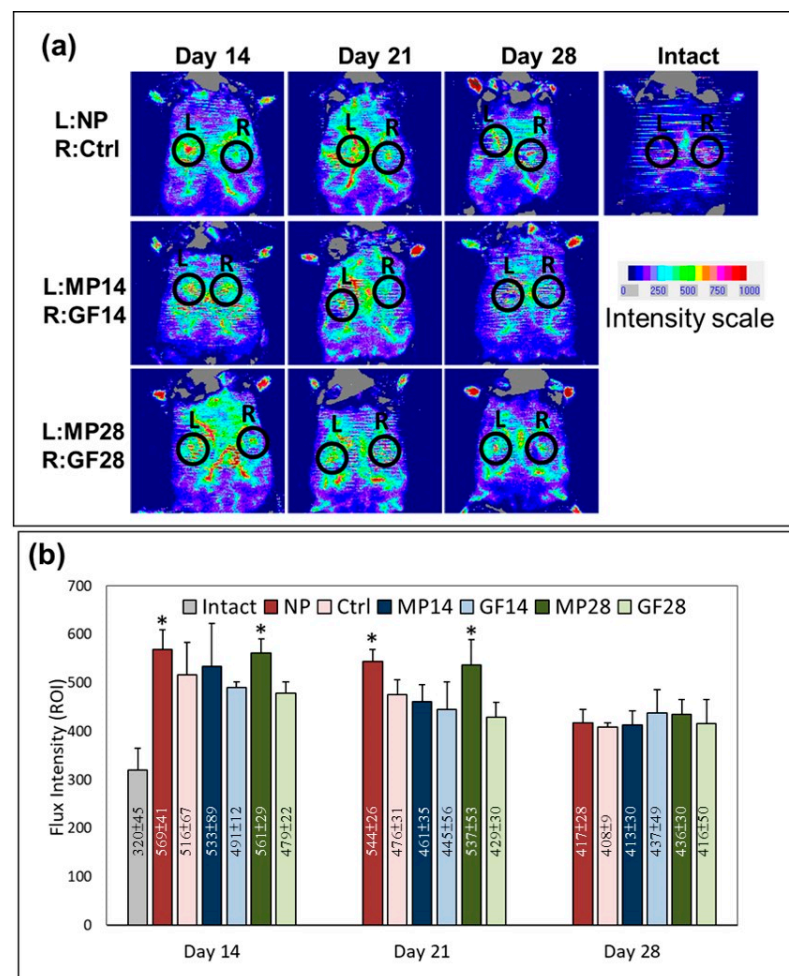 (a)
Day 14 Day 21 Day 28 Intact
L:NP
R:Ctrl
L R
L R
L R
L R
L:MP14
R:GF14
L R
L R
L R
0 250 500 750 1000
Intensity scale
L:MP28
R:GF28
L R
L R
L R
(b)
700
600
500
400
300
200
100
0
Flux Intensity (ROI)
Intact NP Ctrl MP14 GF14 MP28 GF28
* * * *
320±45
569±41
516±67
533±89
491±12
561±29
479±22
544±26
476±31
461±35
445±56
537±53
429±30
417±28
408±9
413±30
437±49
436±30
416±50
Day 14 Day 21 Day 28